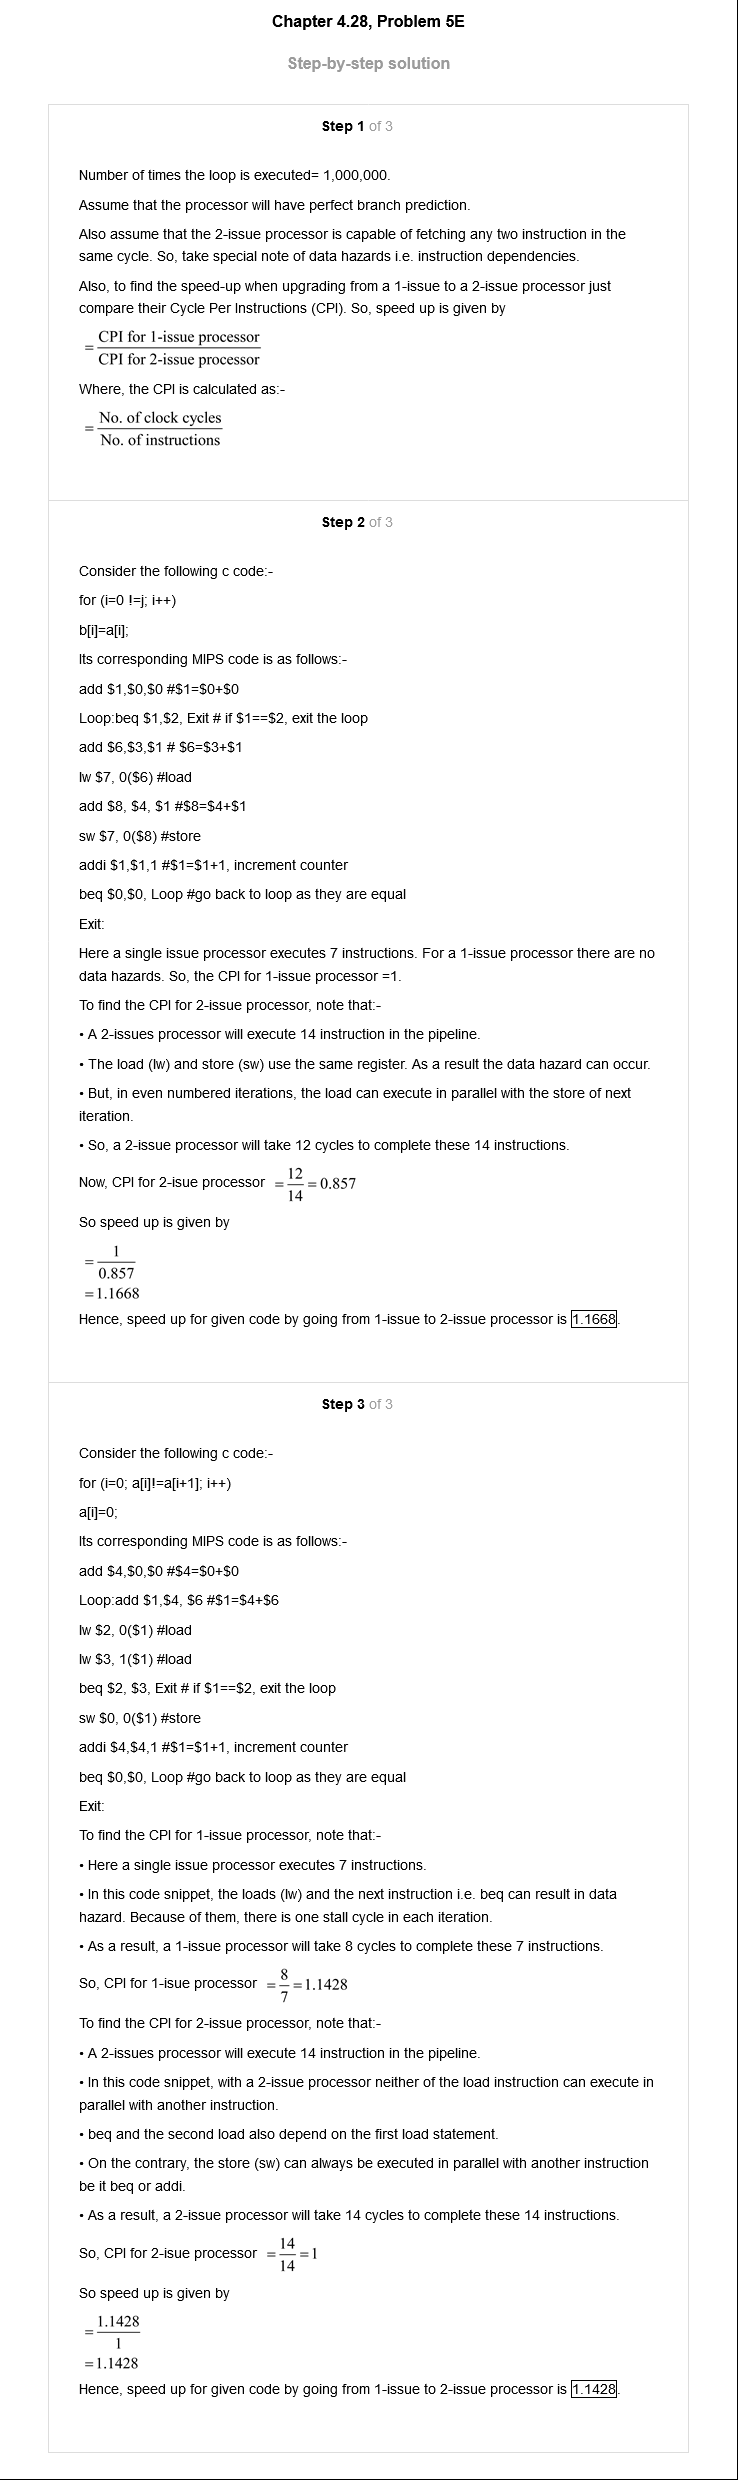 Chapter 4.28, Problem 5E
Step-by-step solution
Step 1 of 3
Number of times the loop is executed= 1,000,000.
Assume that the processor will have perfect branch prediction.
Also assume that the 2-issue processor is capable of fetching any two instruction in the
same cycle. So, take special note of data hazards i.e. instruction dependencies.
Also, to find the speed-up when upgrading from a 1-issue to a 2-issue processor just
compare their Cycle Per Instructions (CPI). So, speed up is given by
= CPI for 1-issue processor / CPI for 2-issue processor
Where, the CPI is calculated as:-
= No. of clock cycles / No. of instructions
Step 2 of 3
Consider the following c code:-
for (i=0 !=j; i++)
b[i]=a[i];
Its corresponding MIPS code is as follows:-
add $1,$0,$0 #$1=$0+$0
Loop:beq $1,$2, Exit # if $1==$2, exit the loop
add $6,$3,$1 # $6=$3+$1
lw $7, 0($6) #load
add $8, $4, $1 #$8=$4+$1
sw $7, 0($8) #store
addi $1,$1,1 #$1=$1+1, increment counter
beq $0,$0, Loop #go back to loop as they are equal
Exit:
Here a single issue processor executes 7 instructions. For a 1-issue processor there are no
data hazards. So, the CPI for 1-issue processor =1.
To find the CPI for 2-issue processor, note that:-
• A 2-issues processor will execute 14 instruction in the pipeline.
• The load (lw) and store (sw) use the same register. As a result the data hazard can occur.
• But, in even numbered iterations, the load can execute in parallel with the store of next
iteration.
• So, a 2-issue processor will take 12 cycles to complete these 14 instructions.
Now, CPI for 2-isue processor = 12 / 14 = 0.857
So speed up is given by
= 1 / 0.857
= 1.1668
Hence, speed up for given code by going from 1-issue to 2-issue processor is 1.1668.
Step 3 of 3
Consider the following c code:-
for (i=0; a[i]!=a[i+1]; i++)
a[i]=0;
Its corresponding MIPS code is as follows:-
add $4,$0,$0 #$4=$0+$0
Loop:add $1,$4, $6 #$1=$4+$6
lw $2, 0($1) #load
lw $3, 1($1) #load
beq $2, $3, Exit # if $1==$2, exit the loop
sw $0, 0($1) #store
addi $4,$4,1 #$1=$1+1, increment counter
beq $0,$0, Loop #go back to loop as they are equal
Exit:
To find the CPI for 1-issue processor, note that:-
• Here a single issue processor executes 7 instructions.
• In this code snippet, the loads (lw) and the next instruction i.e. beq can result in data
hazard. Because of them, there is one stall cycle in each iteration.
• As a result, a 1-issue processor will take 8 cycles to complete these 7 instructions.
So, CPI for 1-isue processor = 8 / 7 = 1.1428
To find the CPI for 2-issue processor, note that:-
• A 2-issues processor will execute 14 instruction in the pipeline.
• In this code snippet, with a 2-issue processor neither of the load instruction can execute in
parallel with another instruction.
• beq and the second load also depend on the first load statement.
• On the contrary, the store (sw) can always be executed in parallel with another instruction
be it beq or addi.
• As a result, a 2-issue processor will take 14 cycles to complete these 14 instructions.
So, CPI for 2-isue processor = 14 / 14 = 1
So speed up is given by
= 1.1428 / 1
= 1.1428
Hence, speed up for given code by going from 1-issue to 2-issue processor is 1.1428.